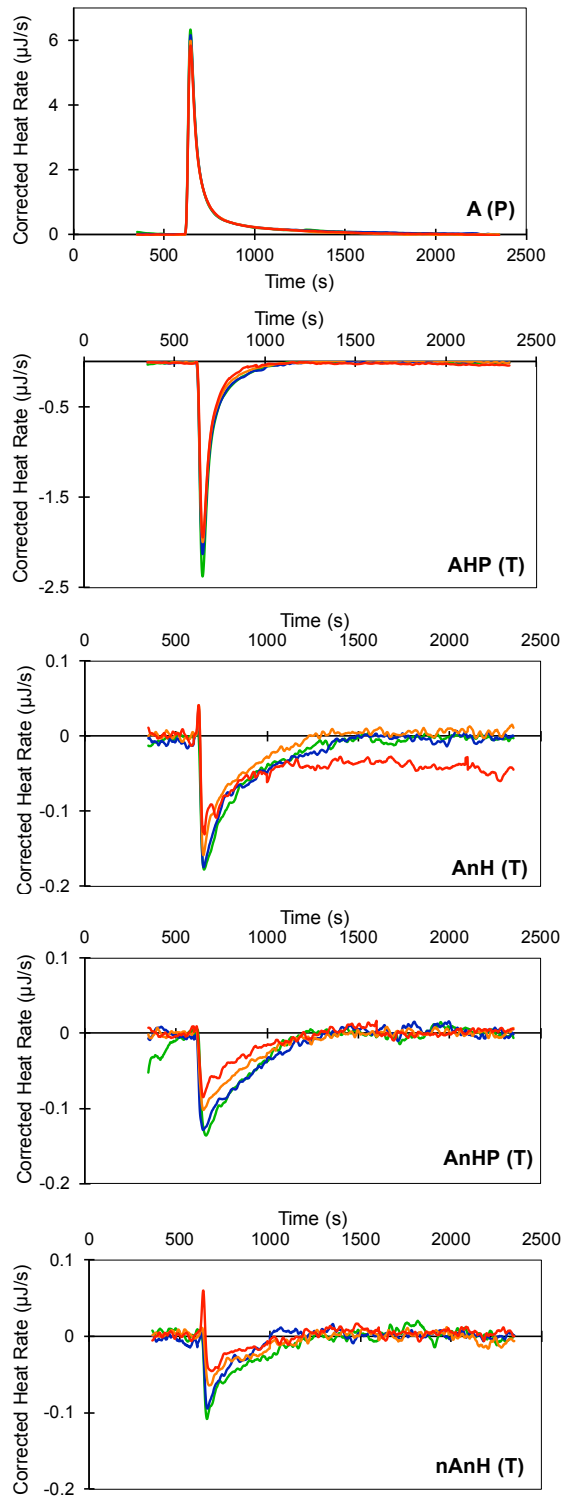 Corrected Heat Rate (µJ/s)
6
4
2
0
0 500 1000 1500 2000 2500
A (P)
Time (s)
Time (s)
0 500 1000 1500 2000 2500
Corrected Heat Rate (µJ/s)
-0.5
-1.5
-2.5
AHP (T)
Time (s)
0 500 1000 1500 2000 2500
Corrected Heat Rate (µJ/s)
0.1
0
-0.1
-0.2
AnH (T)
Time (s)
0 500 1000 1500 2000 2500
Corrected Heat Rate (µJ/s)
0.1
0
-0.1
-0.2
AnHP (T)
Time (s)
0 500 1000 1500 2000 2500
Corrected Heat Rate (µJ/s)
0.1
0
-0.1
-0.2
nAnH (T)